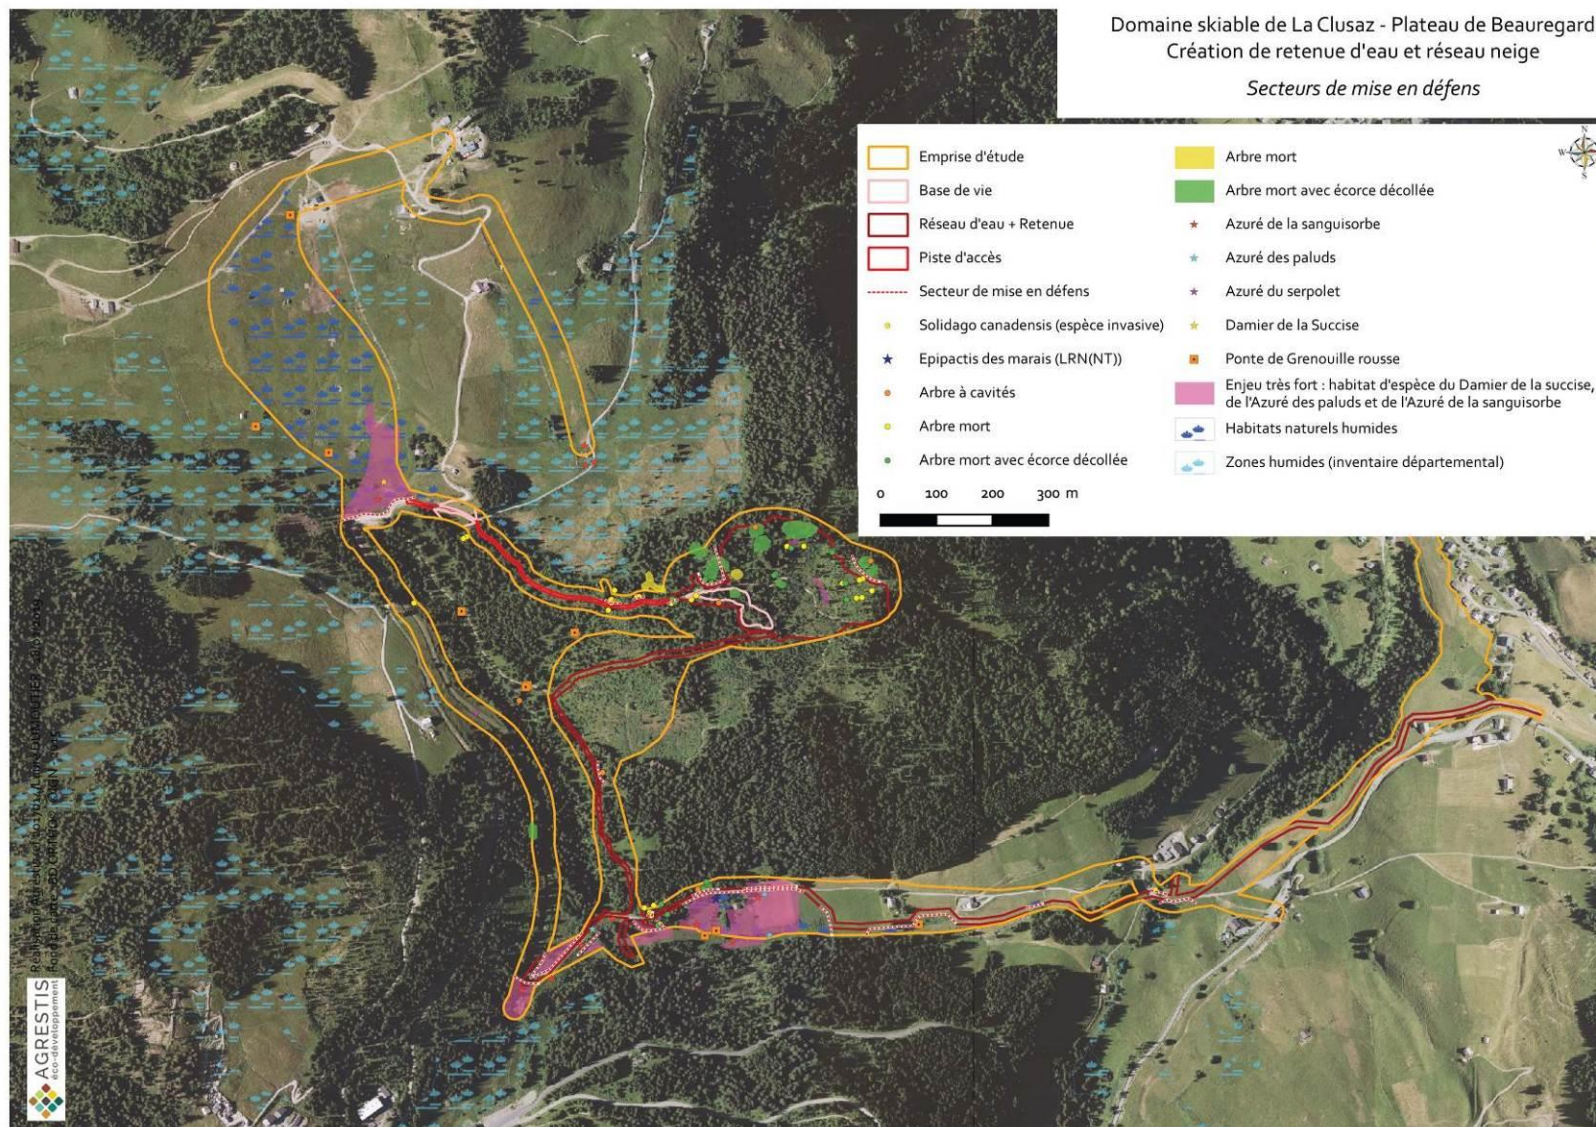 Domaine skiable de La Clusaz - Plateau de Beauregard
Création de retenue d'eau et réseau neige
Secteurs de mise en défens
N
W
S
Emprise d'étude
Base de vie
Réseau d'eau + Retenue
Piste d'accès
Secteur de mise en défens
Solidago canadensis (espèce invasive)
Epipactis des marais (LRN(NT))
Arbre à cavités
Arbre mort
Arbre mort avec écorce décollée
0 100 200 300 m
Arbre mort
Arbre mort avec écorce décollée
Azuré de la sanguisorbe
Azuré des paluds
Azuré du serpolet
Damier de la Succise
Ponte de Grenouille rousse
Enjeu très fort : habitat d'espèce du Damier de la succise,
de l'Azuré des paluds et de l'Azuré de la sanguisorbe
Habitats naturels humides
Zones humides (inventaire départemental)
AGRESTIS
éco-développement